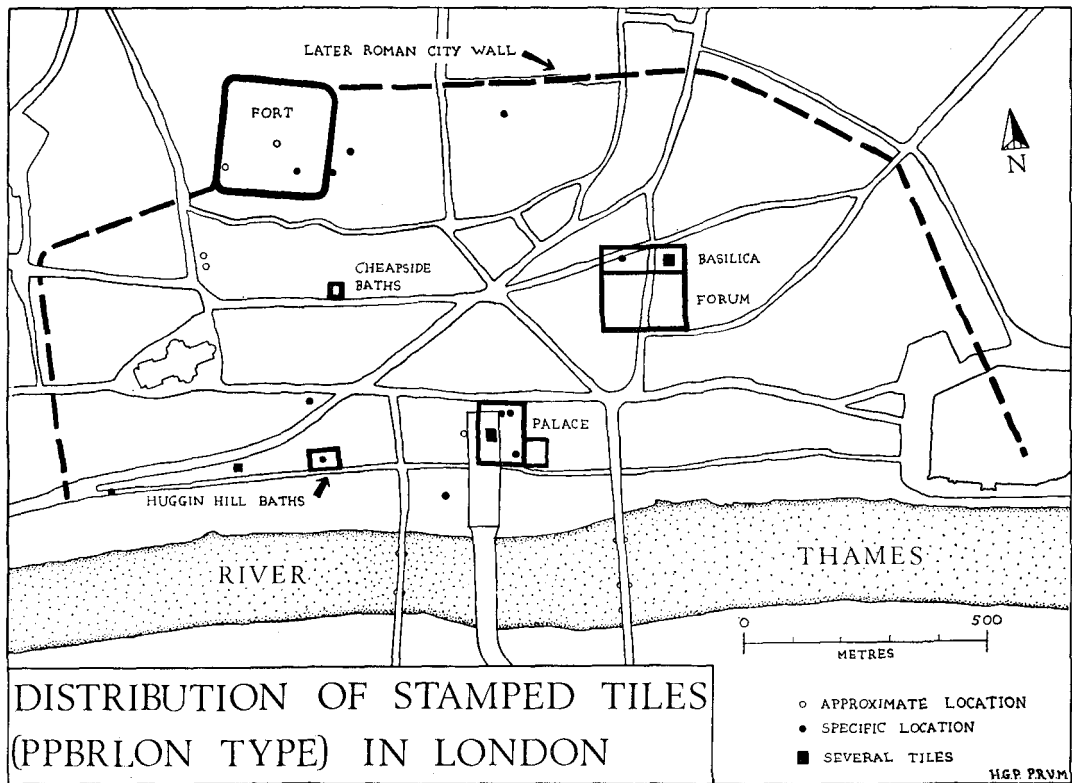 LATER ROMAN CITY WALL
FORT
N
CHEAPSIDE
BATHS
BASILICA
FORUM
PALACE
HUGGIN HILL BATHS
RIVER
THAMES
0
500
METRES
DISTRIBUTION OF STAMPED TILES
(PPBRLON TYPE) IN LONDON
APPROXIMATE LOCATION
SPECIFIC LOCATION
SEVERAL TILES
H.G.P. P.R.V.M.